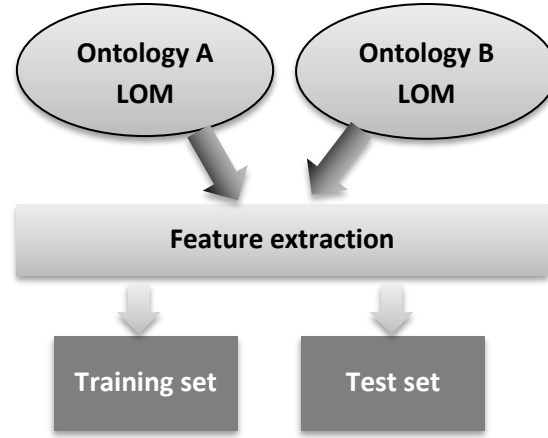 Ontology A
LOM
Ontology B
LOM
Feature extraction
Training set
Test set